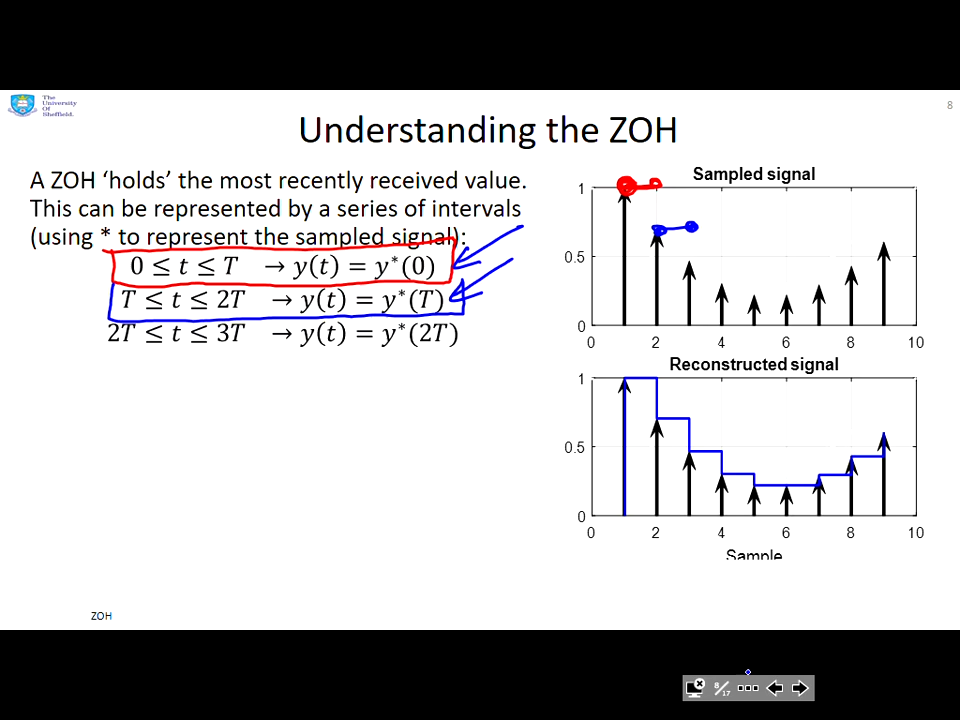 The
University
Of
Sheffield.
8
Understanding the ZOH
A ZOH ‘holds’ the most recently received value.
This can be represented by a series of intervals
(using * to represent the sampled signal):
0 ≤ t ≤ T → y(t) = y*(0)
T ≤ t ≤ 2T → y(t) = y*(T)
2T ≤ t ≤ 3T → y(t) = y*(2T)
Sampled signal
1
0.5
0
0 2 4 6 8 10
Reconstructed signal
1
0.5
0
0 2 4 6 8 10
Sample
ZOH
8/17